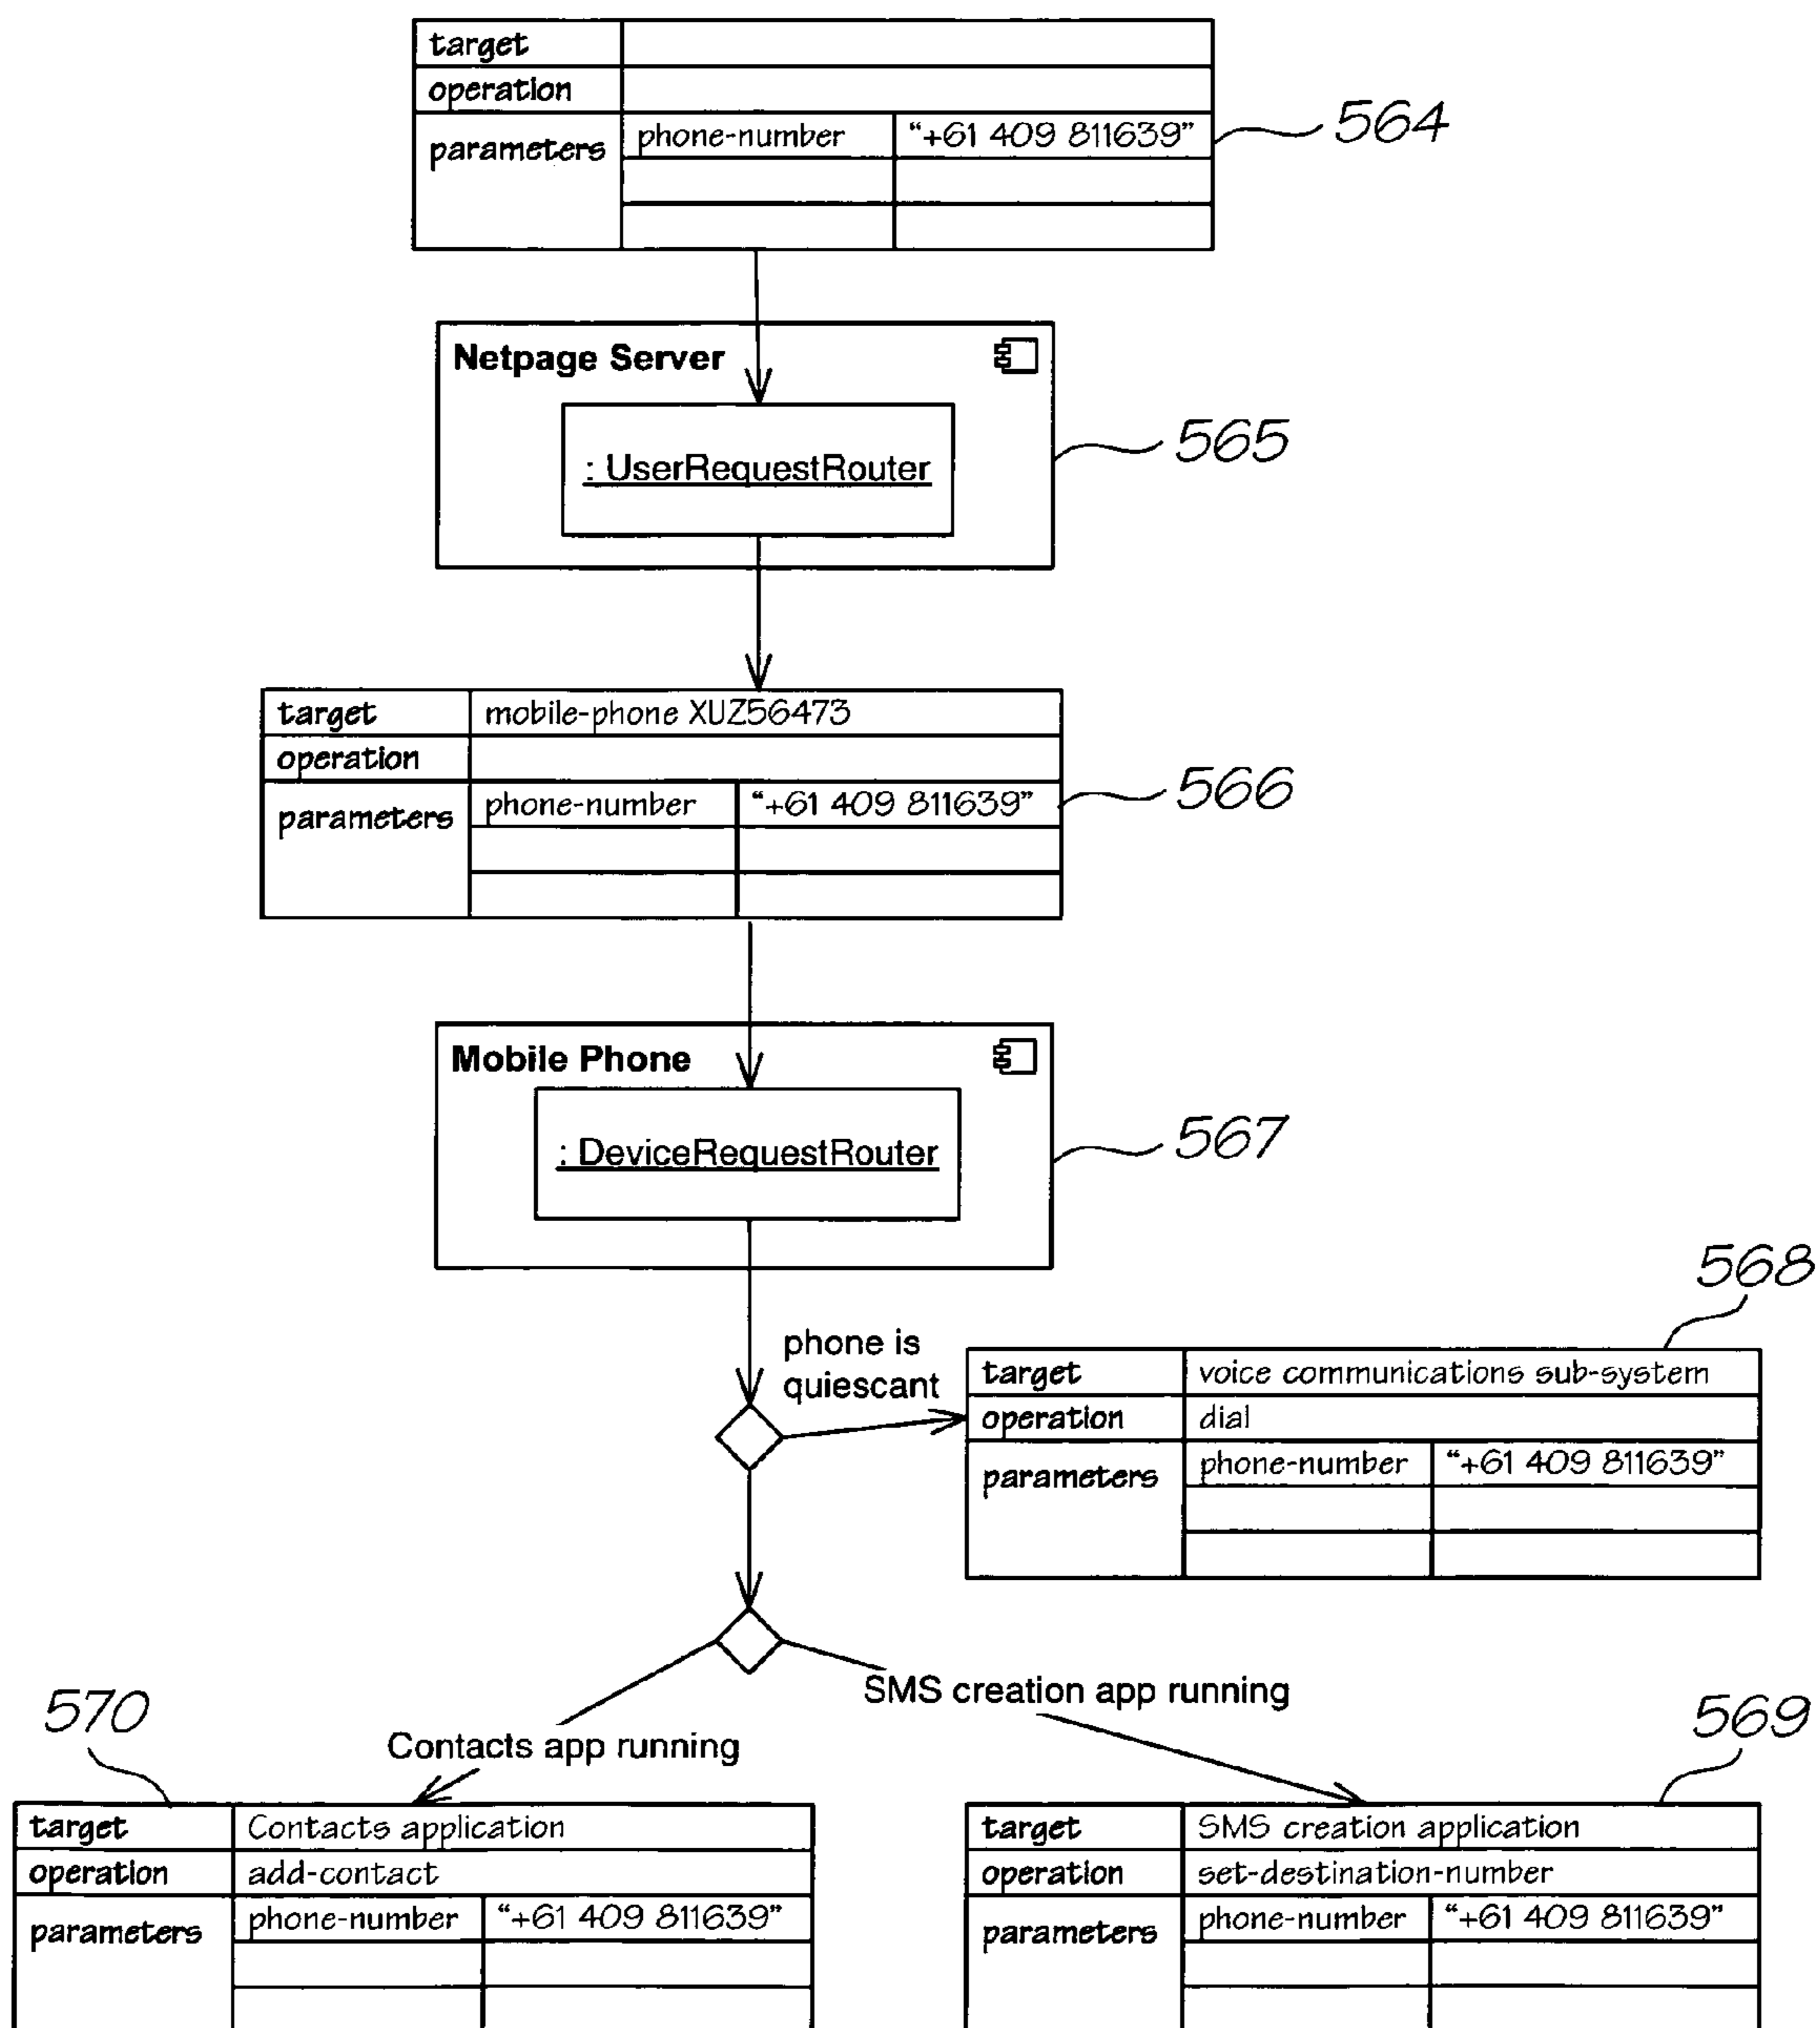 target
operation
parameters phone-number “+61 409 811639”
564
Netpage Server
: UserRequestRouter
565
target mobile-phone XUZ56473
operation
parameters phone-number “+61 409 811639”
566
Mobile Phone
: DeviceRequestRouter
567
phone is
quiescant
568
target voice communications sub-system
operation dial
parameters phone-number “+61 409 811639”
SMS creation app running
Contacts app running
570
target Contacts application
operation add-contact
parameters phone-number “+61 409 811639”
569
target SMS creation application
operation set-destination-number
parameters phone-number “+61 409 811639”